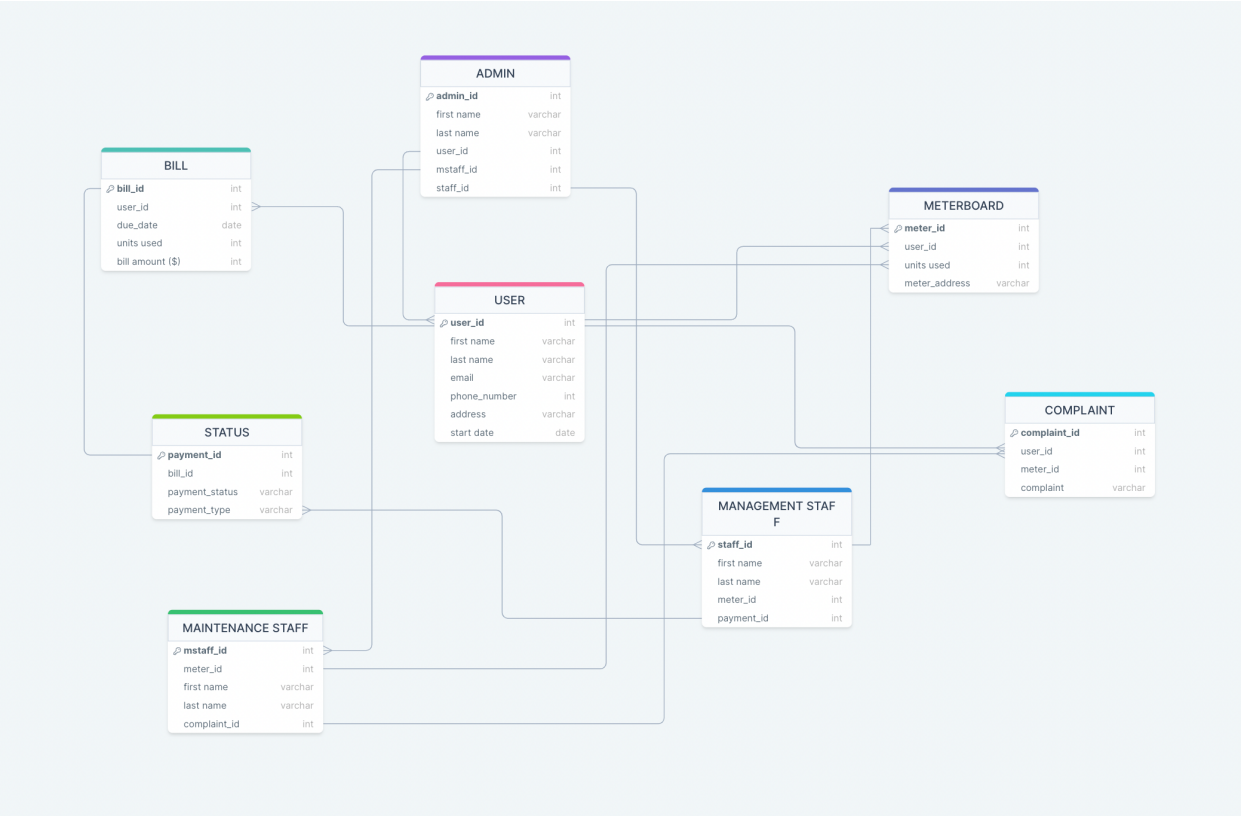 ADMIN
admin_id int
first name varchar
last name varchar
user_id int
mstaff_id int
staff_id int
BILL
bill_id int
user_id int
due_date date
units used int
bill amount ($) int
METERBOARD
meter_id int
user_id int
units used int
meter_address varchar
USER
user_id int
first name varchar
last name varchar
email varchar
phone_number int
address varchar
start date date
STATUS
payment_id int
bill_id int
payment_status varchar
payment_type varchar
COMPLAINT
complaint_id int
user_id int
meter_id int
complaint varchar
MANAGEMENT STAF
F
staff_id int
first name varchar
last name varchar
meter_id int
payment_id int
MAINTENANCE STAFF
mstaff_id int
meter_id int
first name varchar
last name varchar
complaint_id int